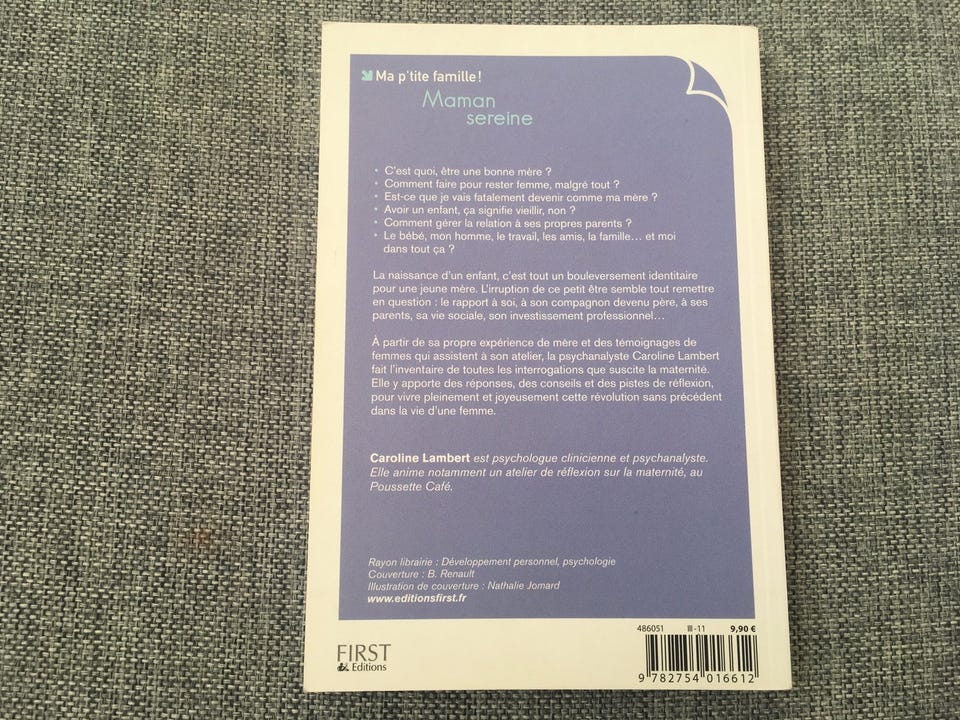 Ma p'tite famille!
Maman
sereine
• C'est quoi, être une bonne mère ?
• Comment faire pour rester femme, malgré tout ?
• Est-ce que je vais fatalement devenir comme ma mère ?
• Avoir un enfant, ça signifie vieillir, non ?
• Comment gérer la relation à ses propres parents ?
• Le bébé, mon homme, le travail, les amis, la famille… et moi
dans tout ça ?
La naissance d'un enfant, c'est tout un bouleversement identitaire
pour une jeune mère. L'irruption de ce petit être semble tout remettre
en question : le rapport à soi, à son compagnon devenu père, à ses
parents, sa vie sociale, son investissement professionnel…
À partir de sa propre expérience de mère et des témoignages de
femmes qui assistent à son atelier, la psychanalyste Caroline Lambert
fait l'inventaire de toutes les interrogations que suscite la maternité.
Elle y apporte des réponses, des conseils et des pistes de réflexion,
pour vivre pleinement et joyeusement cette révolution sans précédent
dans la vie d'une femme.
Caroline Lambert est psychologue clinicienne et psychanalyste.
Elle anime notamment un atelier de réflexion sur la maternité, au
Poussette Café.
Rayon librairie : Développement personnel, psychologie
Couverture : B. Renault
Illustration de couverture : Nathalie Jomard
www.editionsfirst.fr
486051 III-11 9,90 €
FIRST
Editions
9 782754 016612